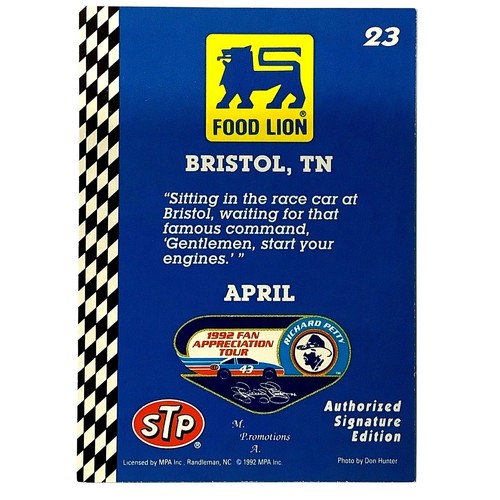 23
FOOD LION®
BRISTOL, TN
“Sitting in the race car at
Bristol, waiting for that
famous command,
‘Gentlemen, start your
engines.’ ”
APRIL
1992 FAN
APPRECIATION
TOUR
RICHARD PETTY
43
STP®
M.
P.romotions
A.
Authorized
Signature
Edition
Licensed by MPA Inc., Randleman, NC © 1992 MPA Inc.
Photo by Don Hunter